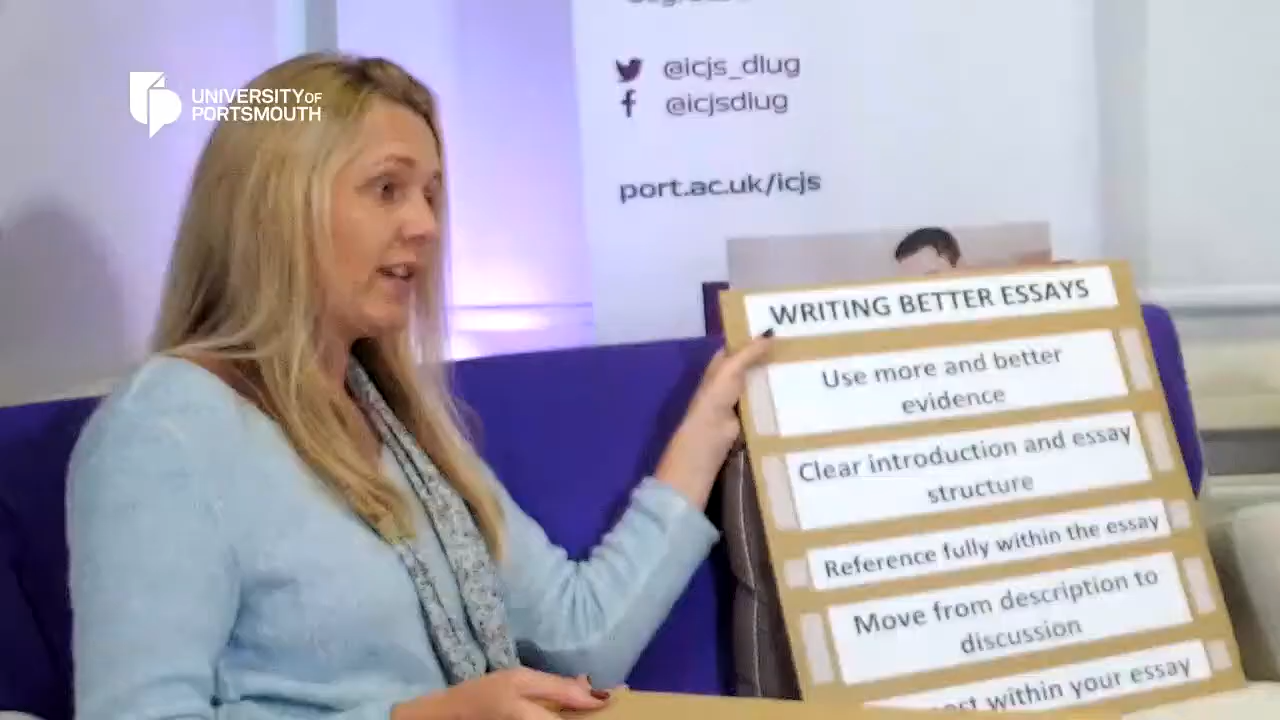 UNIVERSITY OF
PORTSMOUTH
@icjs_dlug
@icjsdlug
port.ac.uk/icjs
WRITING BETTER ESSAYS
Use more and better
evidence
Clear introduction and essay
structure
Reference fully within the essay
Move from description to
discussion
within your essay